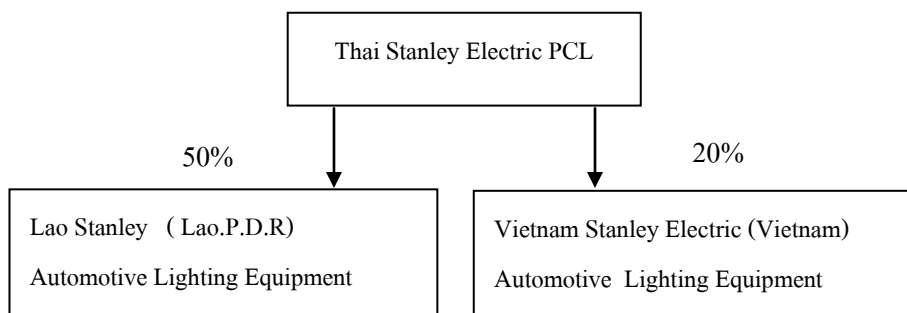 Thai Stanley Electric PCL
50%
20%
Lao Stanley ( Lao.P.D.R)
Automotive Lighting Equipment
Vietnam Stanley Electric (Vietnam)
Automotive Lighting Equipment